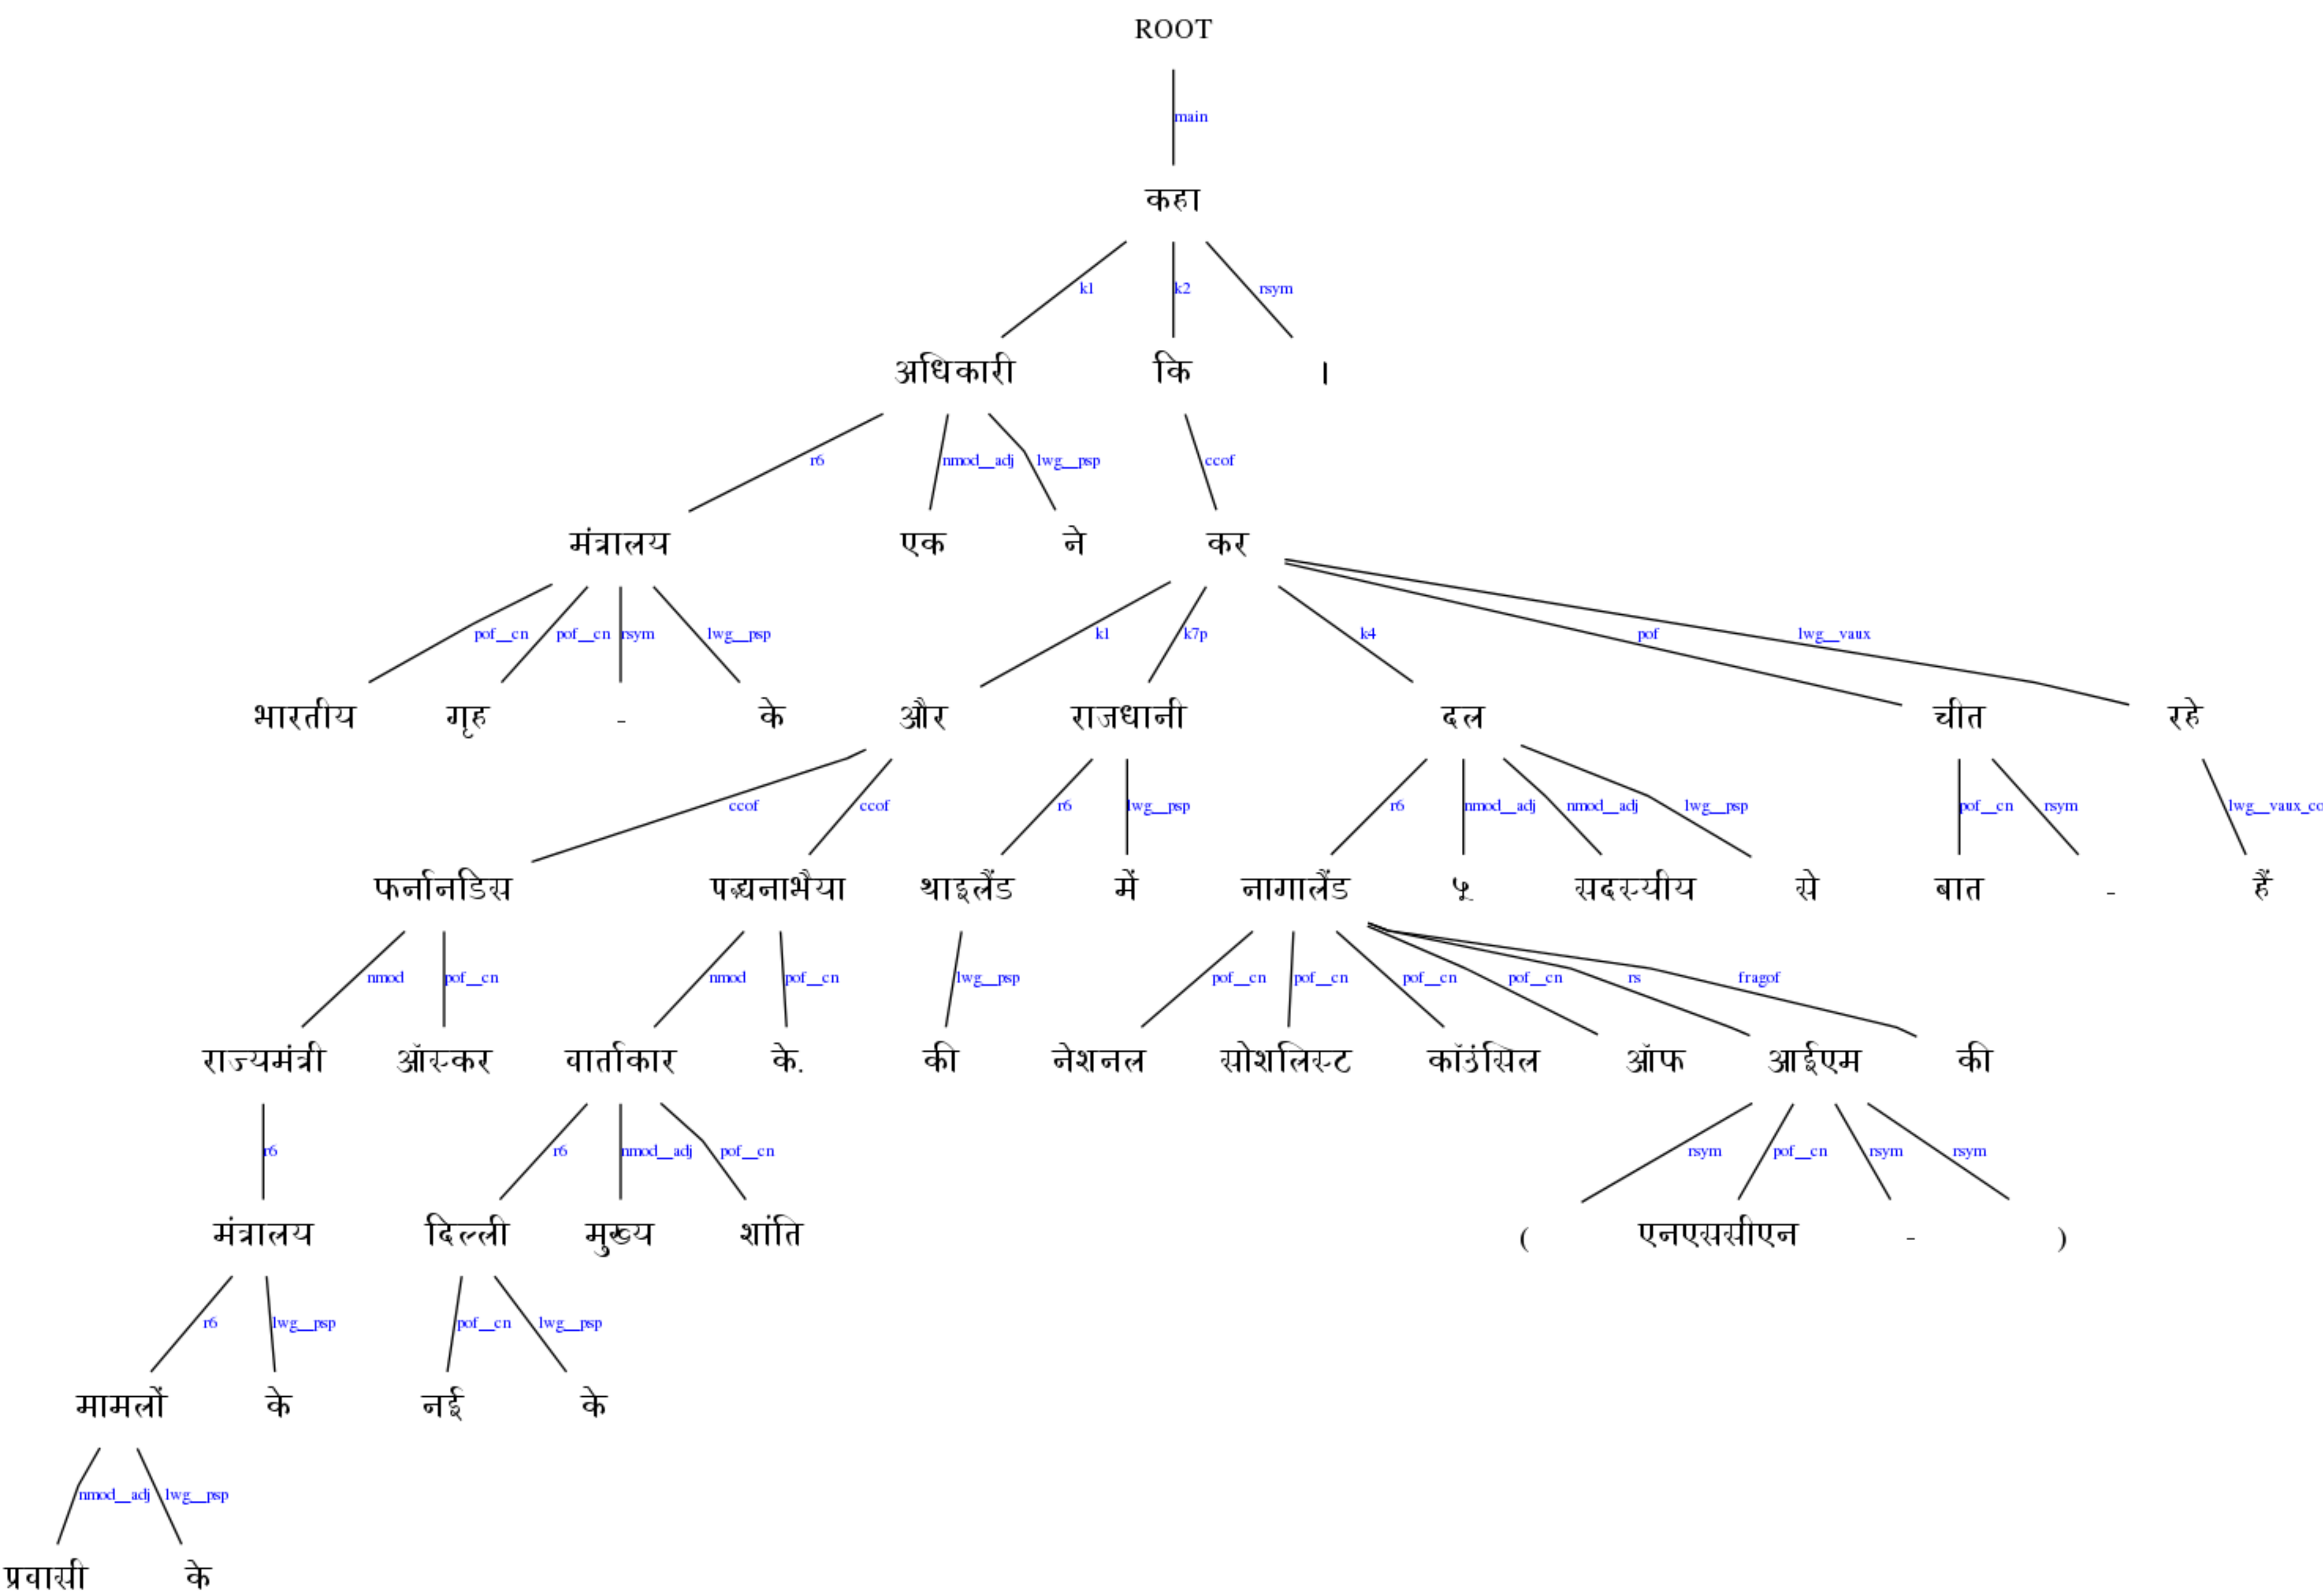 ROOT
main
कहा
k1 k2 rsym
अधिकारी कि ।
r6 nmod__adj lwg__psp ccof
मंत्रालय एक ने कर
pof__cn pof__cn rsym lwg__psp k1 k7p k4 pof lwg__vaux
भारतीय गृह - के और राजधानी दल चीत रहे
ccof ccof r6 lwg__psp r6 nmod__adj nmod__adj lwg__psp pof__cn rsym lwg__vaux_co
फर्नानडिस पद्मनाभैया थाइलैंड में नागालैंड ५ सदस्यीय से बात - हैं
nmod pof__cn nmod pof__cn lwg__psp pof__cn pof__cn pof__cn pof__cn rs fragof
राज्यमंत्री ऑस्कर वार्ताकार के. की नेशनल सोशलिस्ट कॉउंसिल ऑफ आईएम की
r6 r6 nmod__adj pof__cn rsym pof__cn rsym rsym
मंत्रालय दिल्ली मुख्य शांति ( एनएससीएन - )
r6 lwg__psp pof__cn lwg__psp
मामलों के नई के
nmod__adj lwg__psp
प्रवासी के